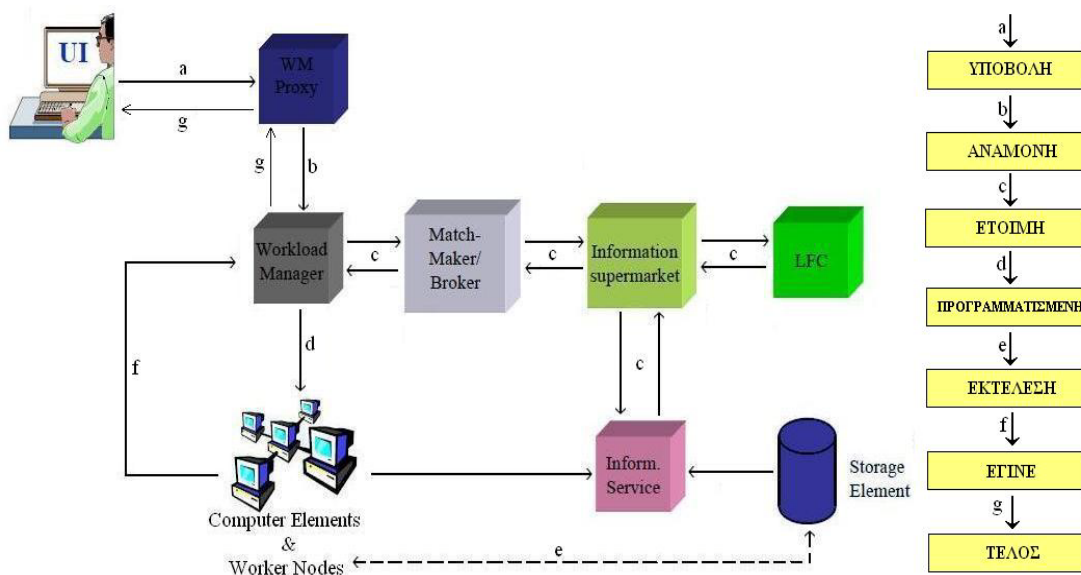 UI
a
g
WM
Proxy
g
b
Workload
Manager
c
Match-
Maker/
Broker
c
Information
supermarket
c
LFC
d
f
c
Inform.
Service
Storage
Element
Computer Elements
&
Worker Nodes
e
a
ΥΠΟΒΟΛΗ
b
ΑΝΑΜΟΝΗ
c
ΕΤΟΙΜΗ
d
ΠΡΟΓΡΑΜΜΑΤΙΣΜΕΝΗ
e
ΕΚΤΕΛΕΣΗ
f
ΕΓΙΝΕ
g
ΤΕΛΟΣ